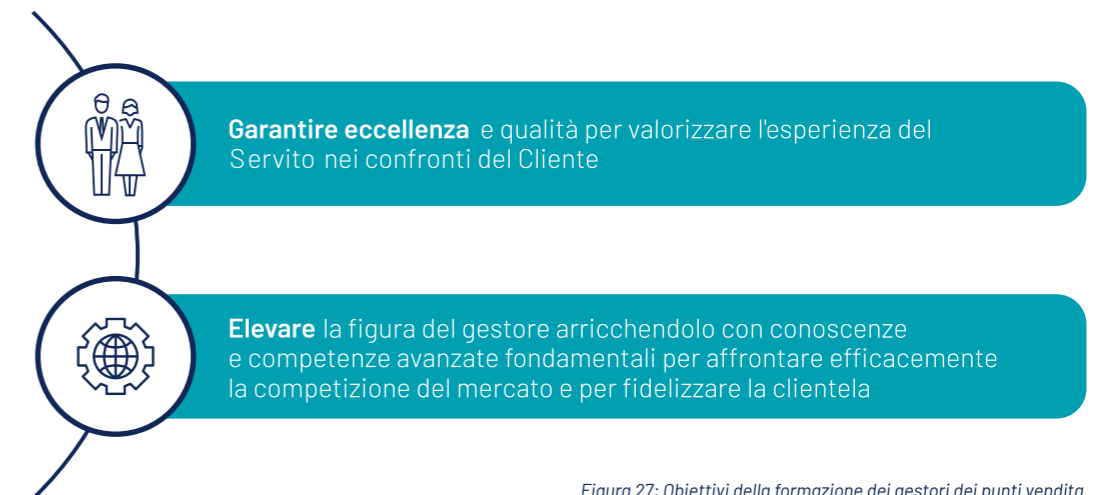 Garantire eccellenza e qualità per valorizzare l'esperienza del
Servito nei confronti del Cliente
Elevare la figura del gestore arricchendolo con conoscenze
e competenze avanzate fondamentali per affrontare efficacemente
la competizione del mercato e per fidelizzare la clientela
Figura 27: Obiettivi della formazione dei gestori dei punti vendita